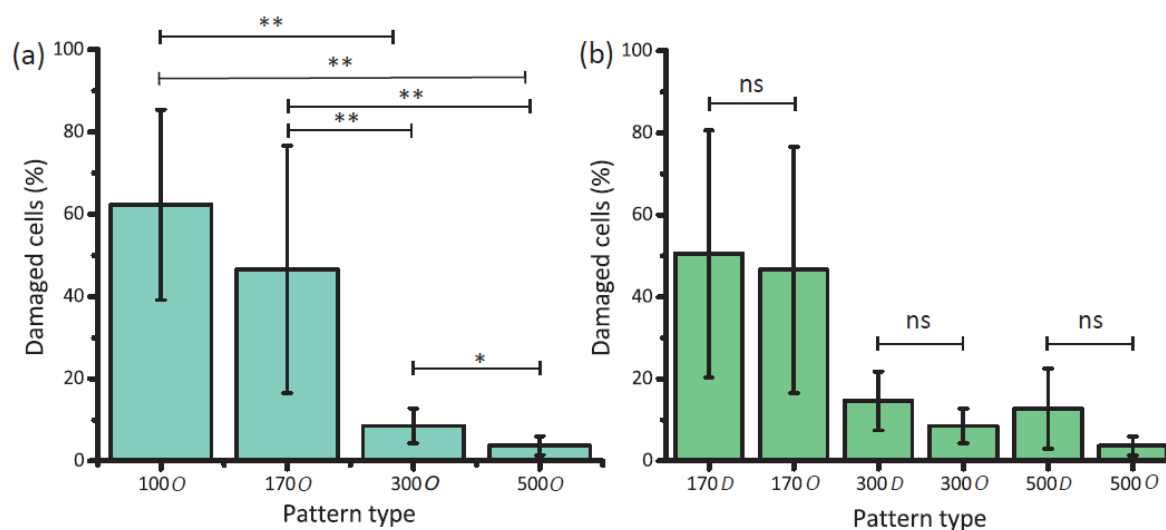 (a)
**
**
**
**
*
100
80
60
40
20
0
Damaged cells (%)
100O
170O
300O
500O
Pattern type
(b)
ns
ns
ns
100
80
60
40
20
0
Damaged cells (%)
170D
170O
300D
300O
500D
500O
Pattern type